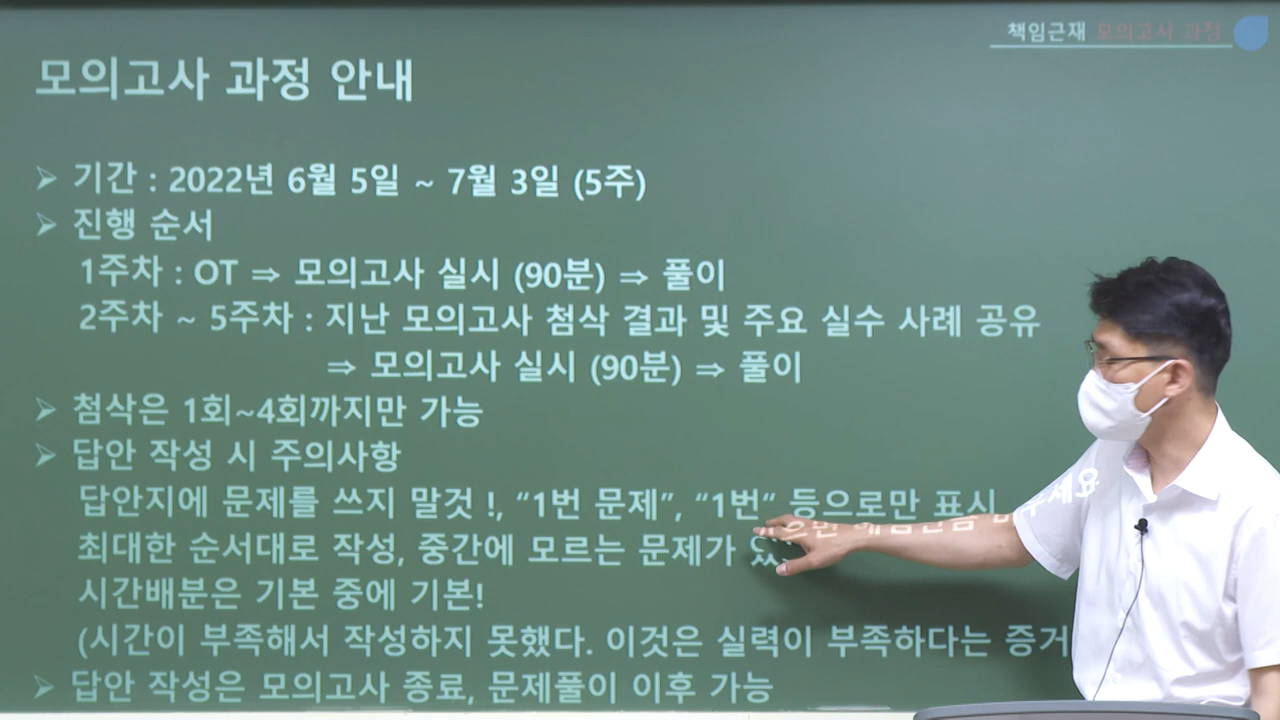 책임근재 모의고사 과정
모의고사 과정 안내
➢ 기간 : 2022년 6월 5일 ~ 7월 3일 (5주)
➢ 진행 순서
1주차 : OT ⇒ 모의고사 실시 (90분) ⇒ 풀이
2주차 ~ 5주차 : 지난 모의고사 첨삭 결과 및 주요 실수 사례 공유
⇒ 모의고사 실시 (90분) ⇒ 풀이
➢ 첨삭은 1회~4회까지만 가능
➢ 답안 작성 시 주의사항
답안지에 문제를 쓰지 말것 !, “1번 문제”, “1번“ 등으로만 표시
최대한 순서대로 작성, 중간에 모르는 문제가
시간배분은 기본 중에 기본!
(시간이 부족해서 작성하지 못했다. 이것은 실력이 부족하다는 증거
➢ 답안 작성은 모의고사 종료, 문제풀이 이후 가능